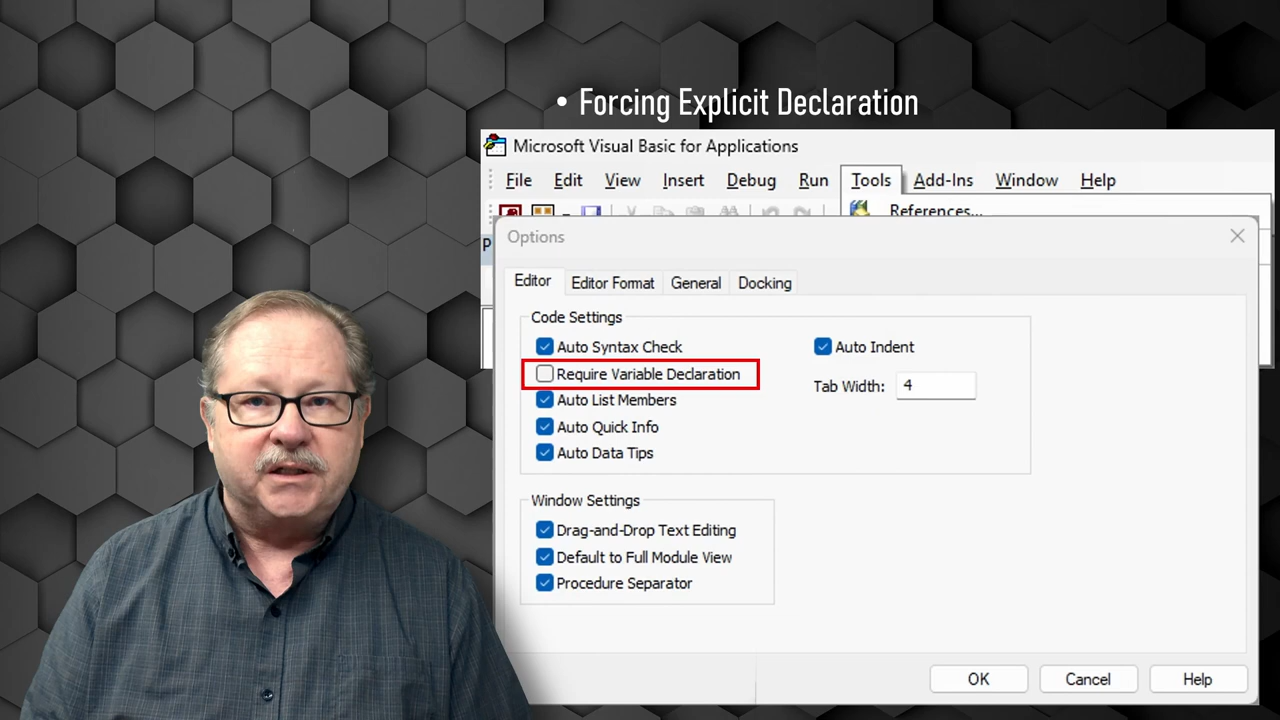 • Forcing Explicit Declaration
Microsoft Visual Basic for Applications
File Edit View Insert Debug Run Tools Add-Ins Window Help
References...
P
Options
Editor Editor Format General Docking
Code Settings
Auto Syntax Check
Auto Indent
Require Variable Declaration
Tab Width: 4
Auto List Members
Auto Quick Info
Auto Data Tips
Window Settings
Drag-and-Drop Text Editing
Default to Full Module View
Procedure Separator
OK Cancel Help